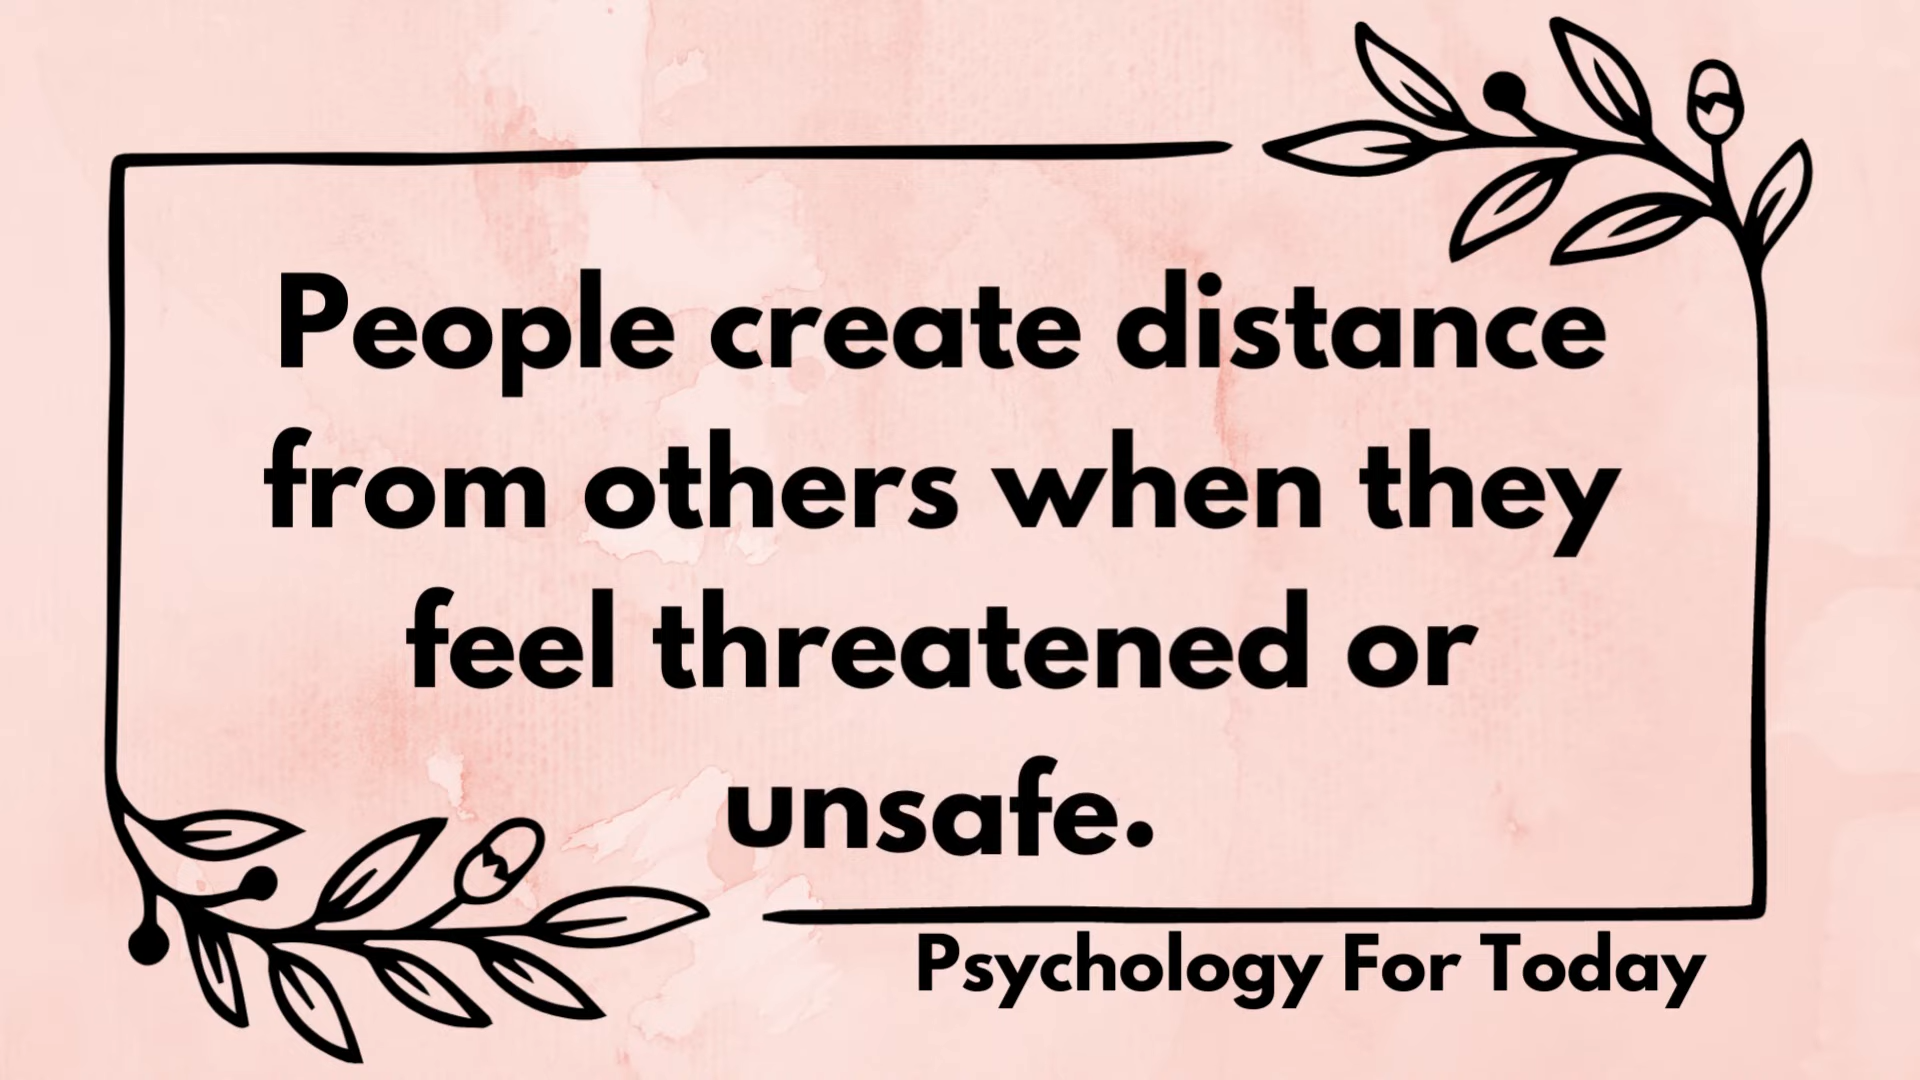 People create distance
from others when they
feel threatened or
unsafe.
Psychology For Today